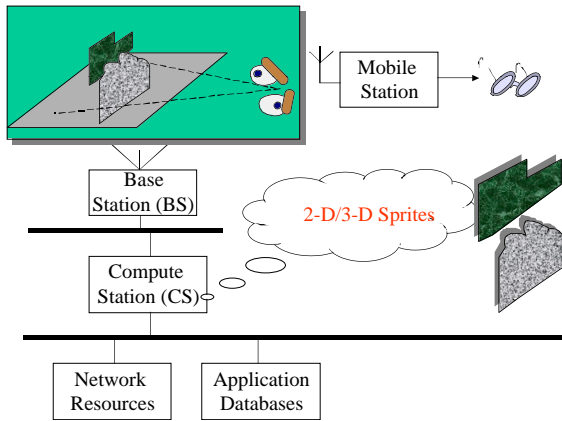 Mobile
Station
Base
Station (BS)
2-D/3-D Sprites
Compute
Station (CS)
Network
Resources
Application
Databases